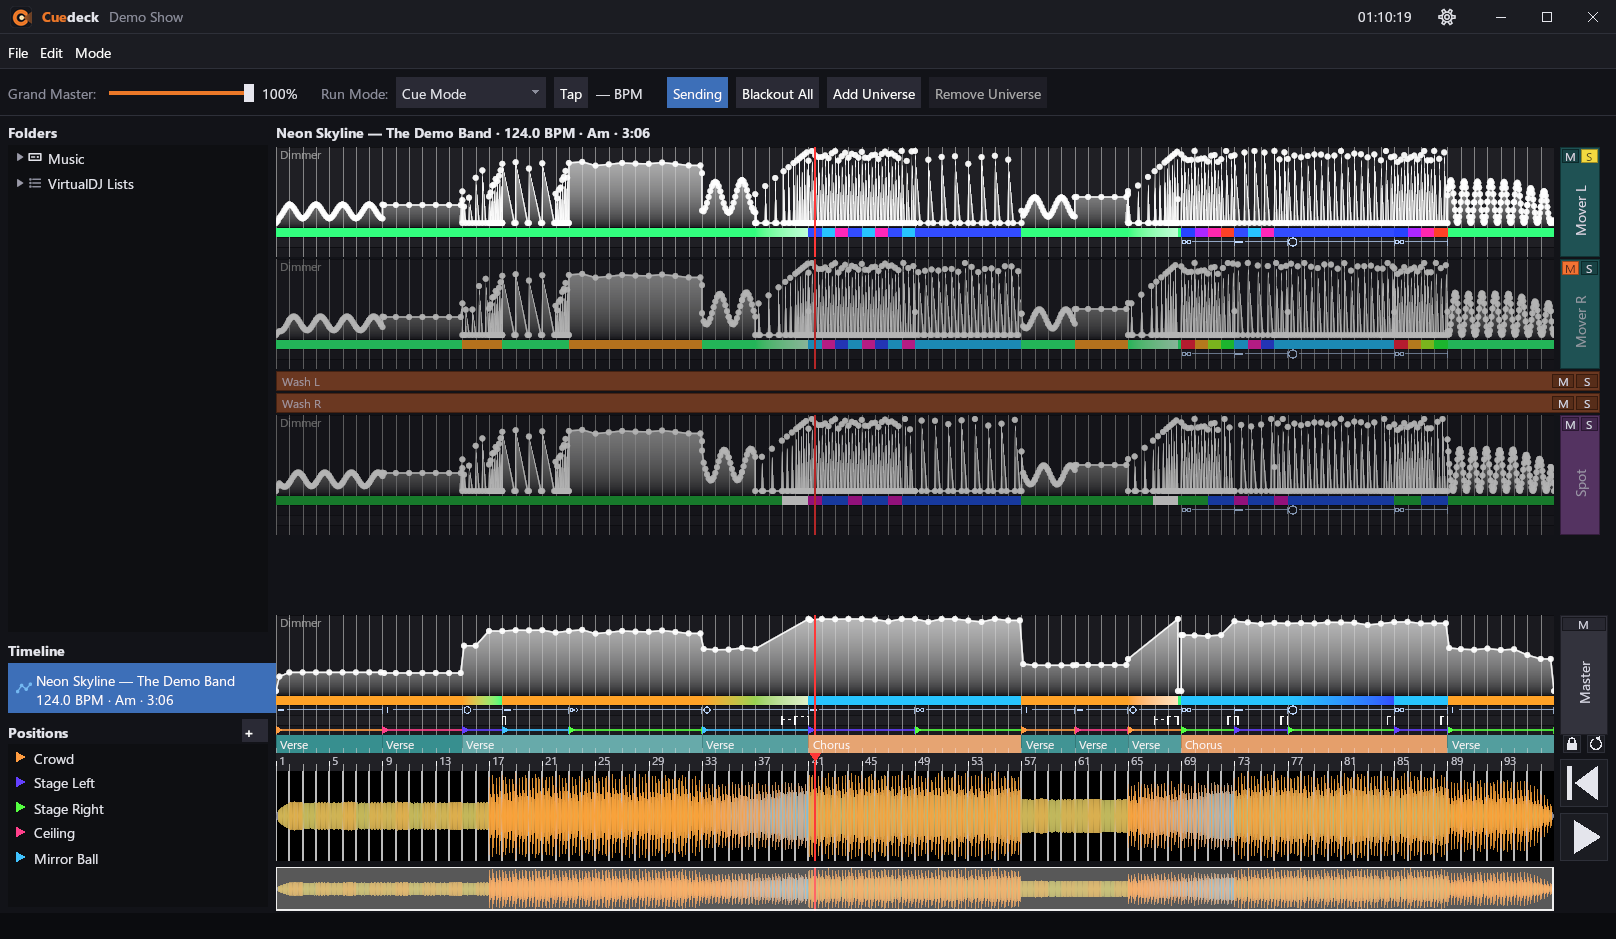 Cuedeck Demo Show 01:10:19
File Edit Mode
Grand Master: 100% Run Mode: Cue Mode Tap — BPM Sending Blackout All Add Universe Remove Universe
Folders
Music
VirtualDJ Lists
Neon Skyline — The Demo Band · 124.0 BPM · Am · 3:06
Dimmer M S
Mover L
Dimmer M S
Mover R
Wash L M S
Wash R M S
Dimmer M S
Spot
Dimmer M
Master
Timeline
Neon Skyline — The Demo Band
124.0 BPM · Am · 3:06
Positions +
Crowd
Stage Left
Stage Right
Ceiling
Mirror Ball
Verse Verse Verse Verse Chorus Verse Verse Verse Chorus Verse
1 5 9 13 17 21 25 29 33 37 41 45 49 53 57 61 65 69 73 77 81 85 89 93